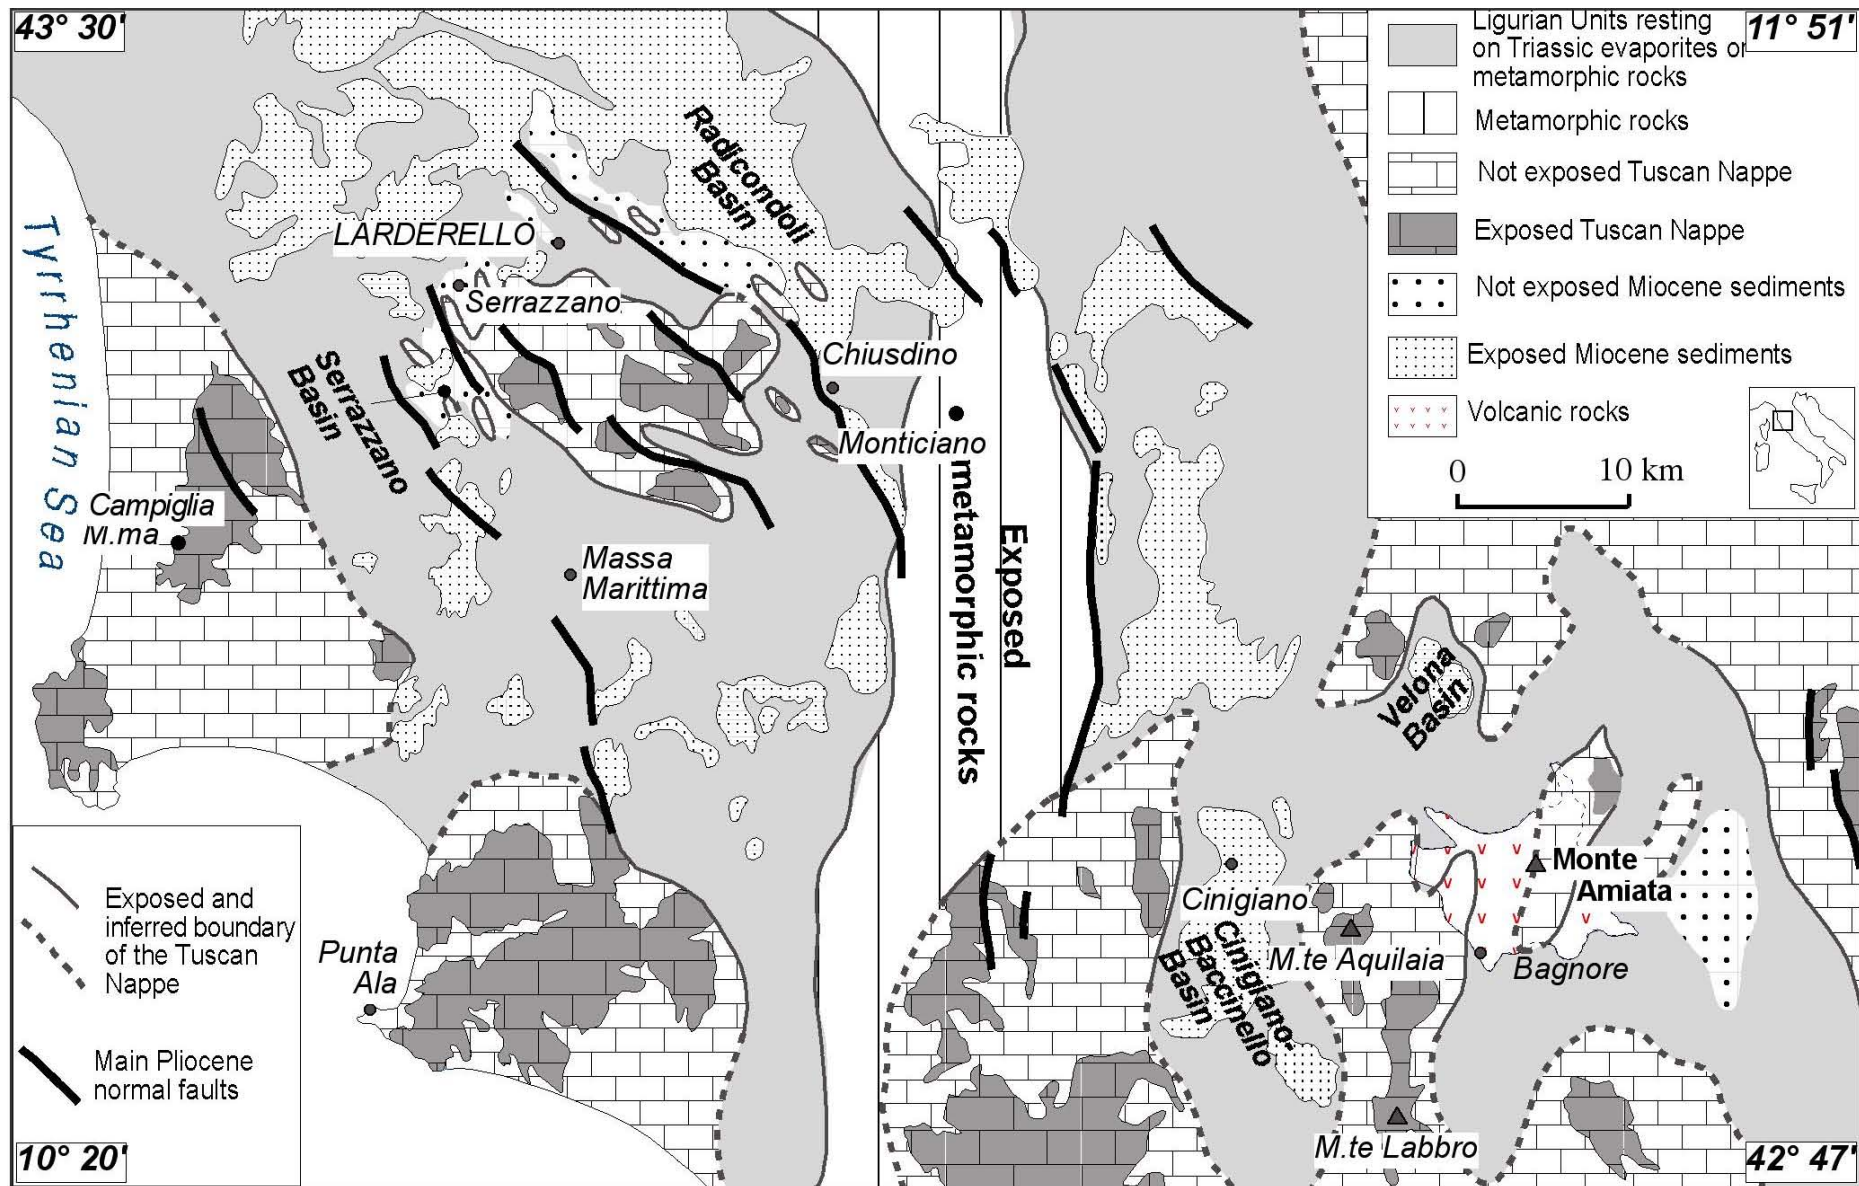 43° 30'
11° 51'
Ligurian Units resting
on Triassic evaporites or
metamorphic rocks
Metamorphic rocks
Not exposed Tuscan Nappe
Exposed Tuscan Nappe
Not exposed Miocene sediments
Exposed Miocene sediments
Volcanic rocks
0 10 km
Tyrrhenian Sea
Radicondoli
Basin
LARDERELLO
Serrazzano
Serrazzano
Basin
Chiusdino
Monticiano
Campiglia
M.ma
Massa
Marittima
Exposed
metamorphic rocks
Velona
Basin
Monte
Amiata
Cinigiano
M.te Aquilaia
Bagnore
Cinigiano-
Baccinello
Basin
M.te Labbro
Punta
Ala
Exposed and
inferred boundary
of the Tuscan
Nappe
Main Pliocene
normal faults
10° 20'
42° 47'